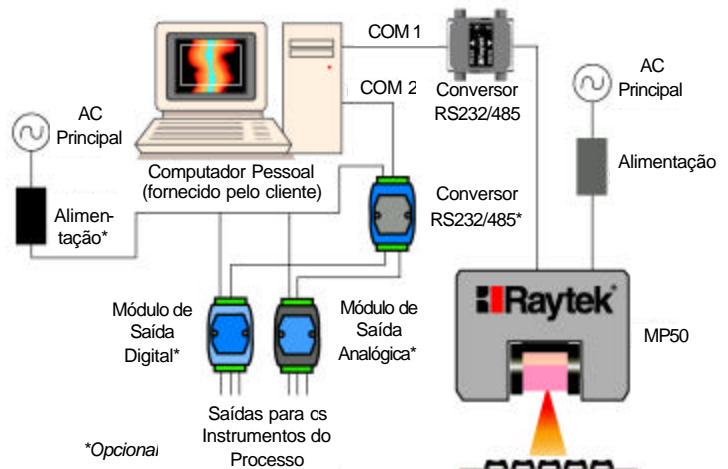 COM 1
COM 2
Conversor
RS232/485
AC
Principal
AC
Principal
Alimentação
Computador Pessoal
(fornecido pelo cliente)
Alimen-
tação*
Conversor
RS232/485*
Módulo de
Saída
Digital*
Módulo de
Saída
Analógica*
Raytek
MP50
Saídas para os
Instrumentos do
Processo
*Opcional